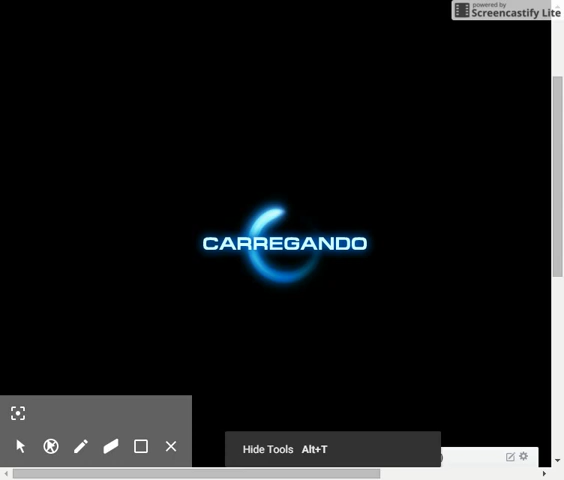 powered by
Screencastify Lite
CARREGANDO
Hide Tools Alt+T
)